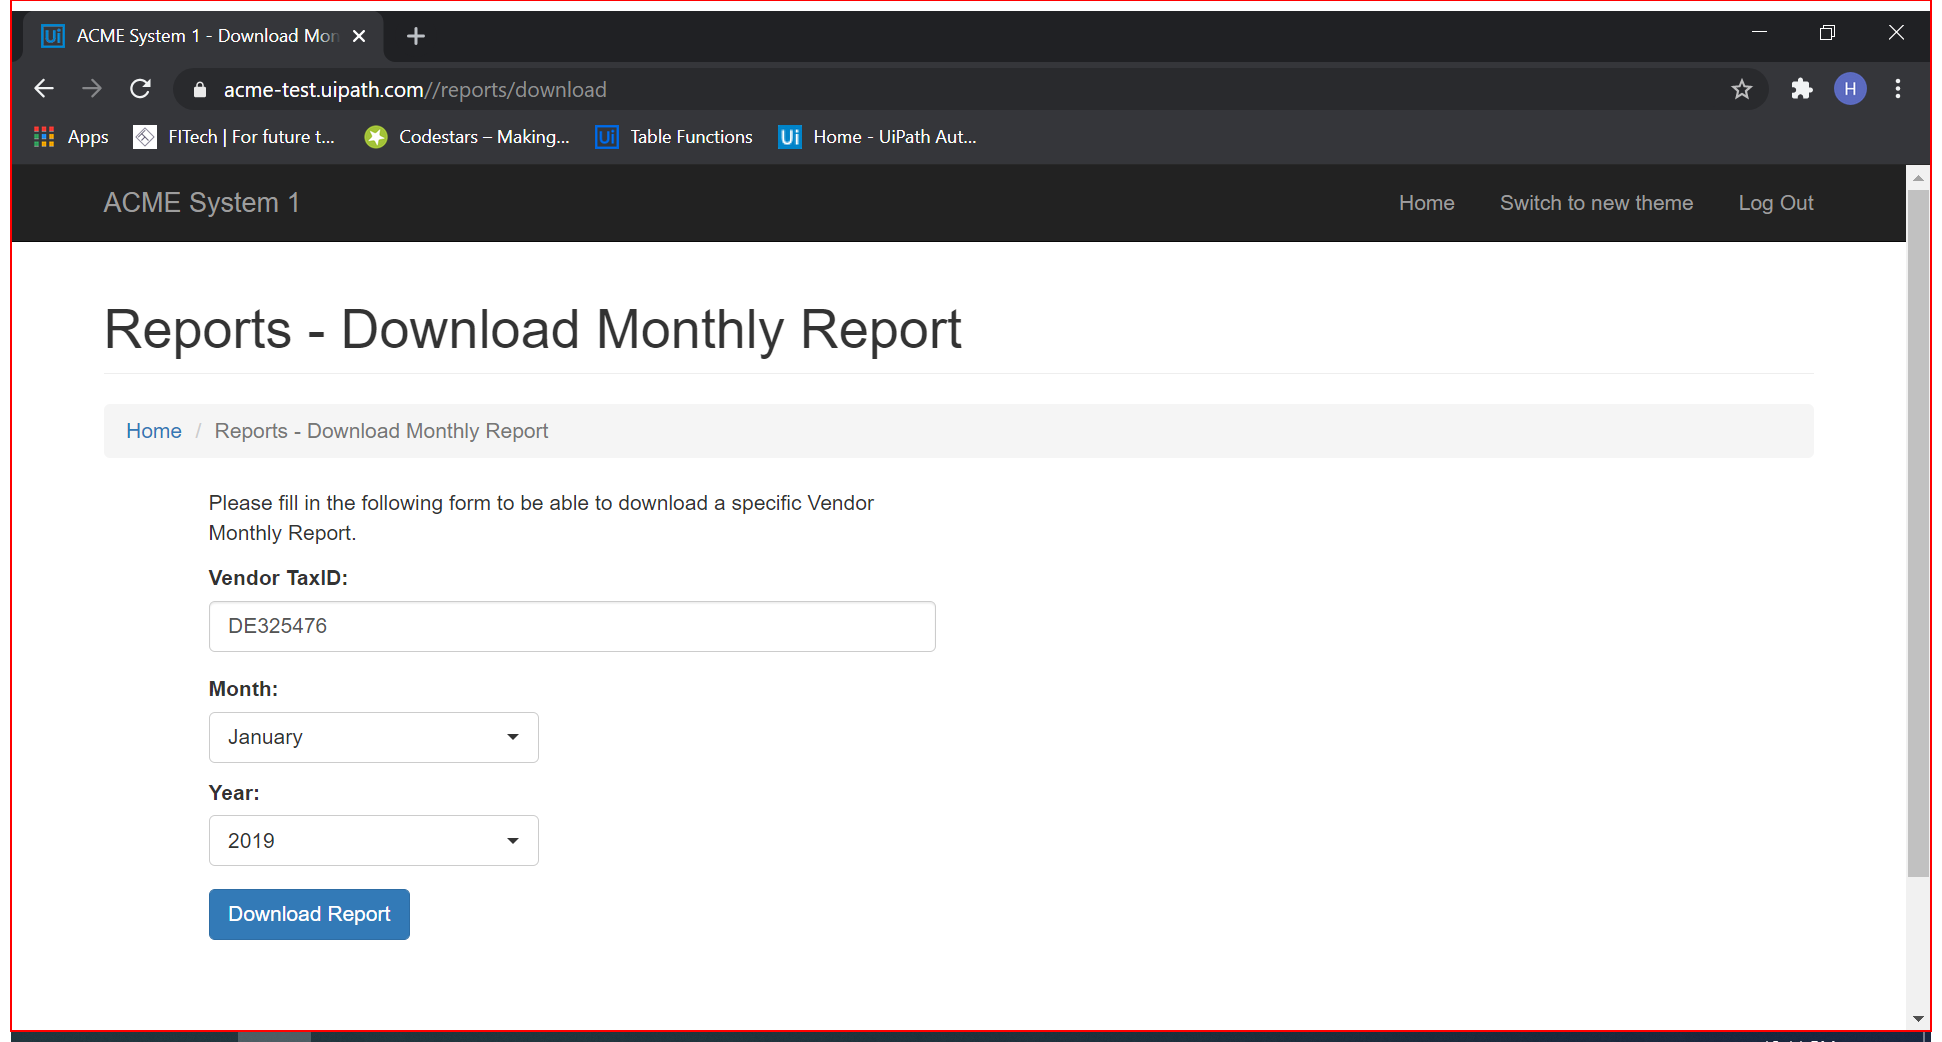 Ui ACME System 1 - Download Mon
acme-test.uipath.com//reports/download
H
Apps FITech | For future t... Codestars – Making... Ui Table Functions Ui Home - UiPath Aut...
ACME System 1 Home Switch to new theme Log Out
Reports - Download Monthly Report
Home / Reports - Download Monthly Report
Please fill in the following form to be able to download a specific Vendor
Monthly Report.
Vendor TaxID:
DE325476
Month:
January
Year:
2019
Download Report